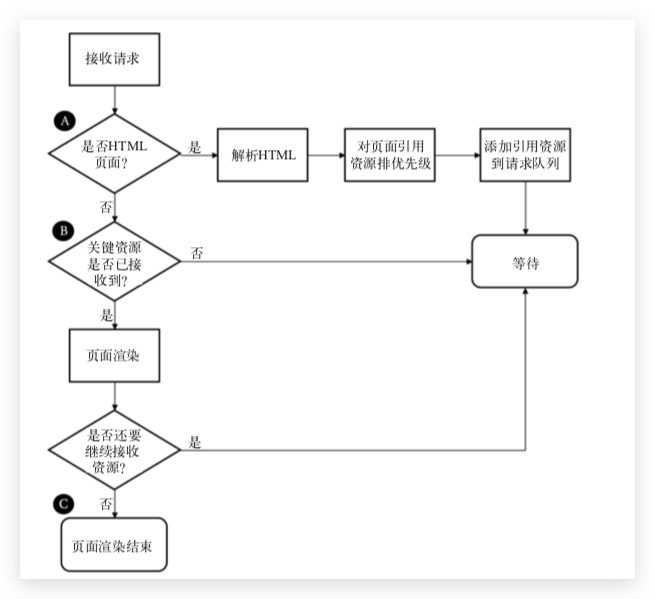 接收请求
A
是否HTML
页面?
是
解析HTML
对页面引用
资源排优先级
添加引用资源
到请求队列
否
B
关键资源
是否已接
收到?
否
等待
是
页面渲染
是否还要
继续接收
资源?
是
C
否
页面渲染结束